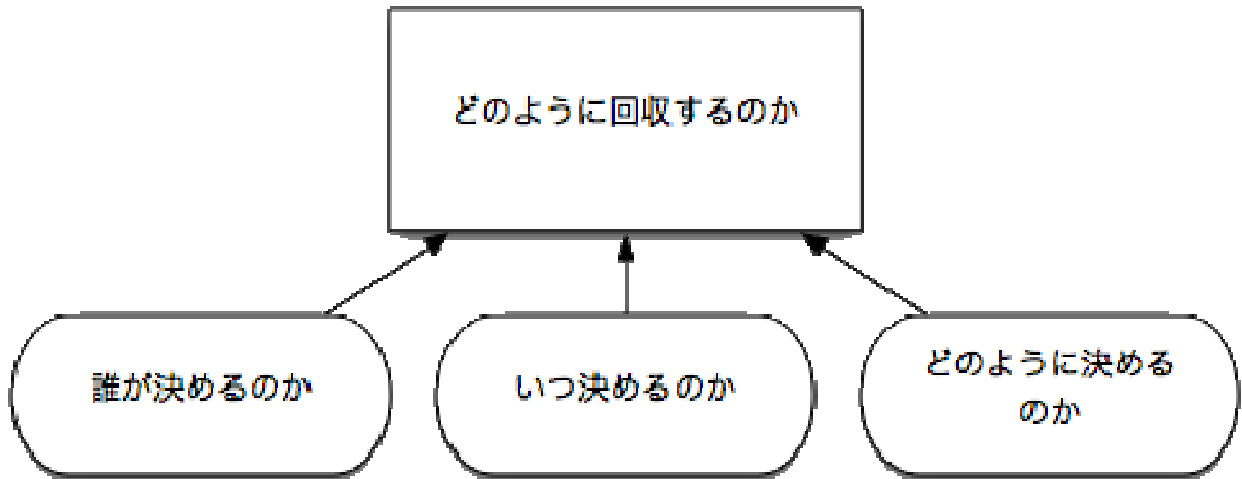 どのように回収するのか
誰が決めるのか
いつ決めるのか
どのように決める
のか